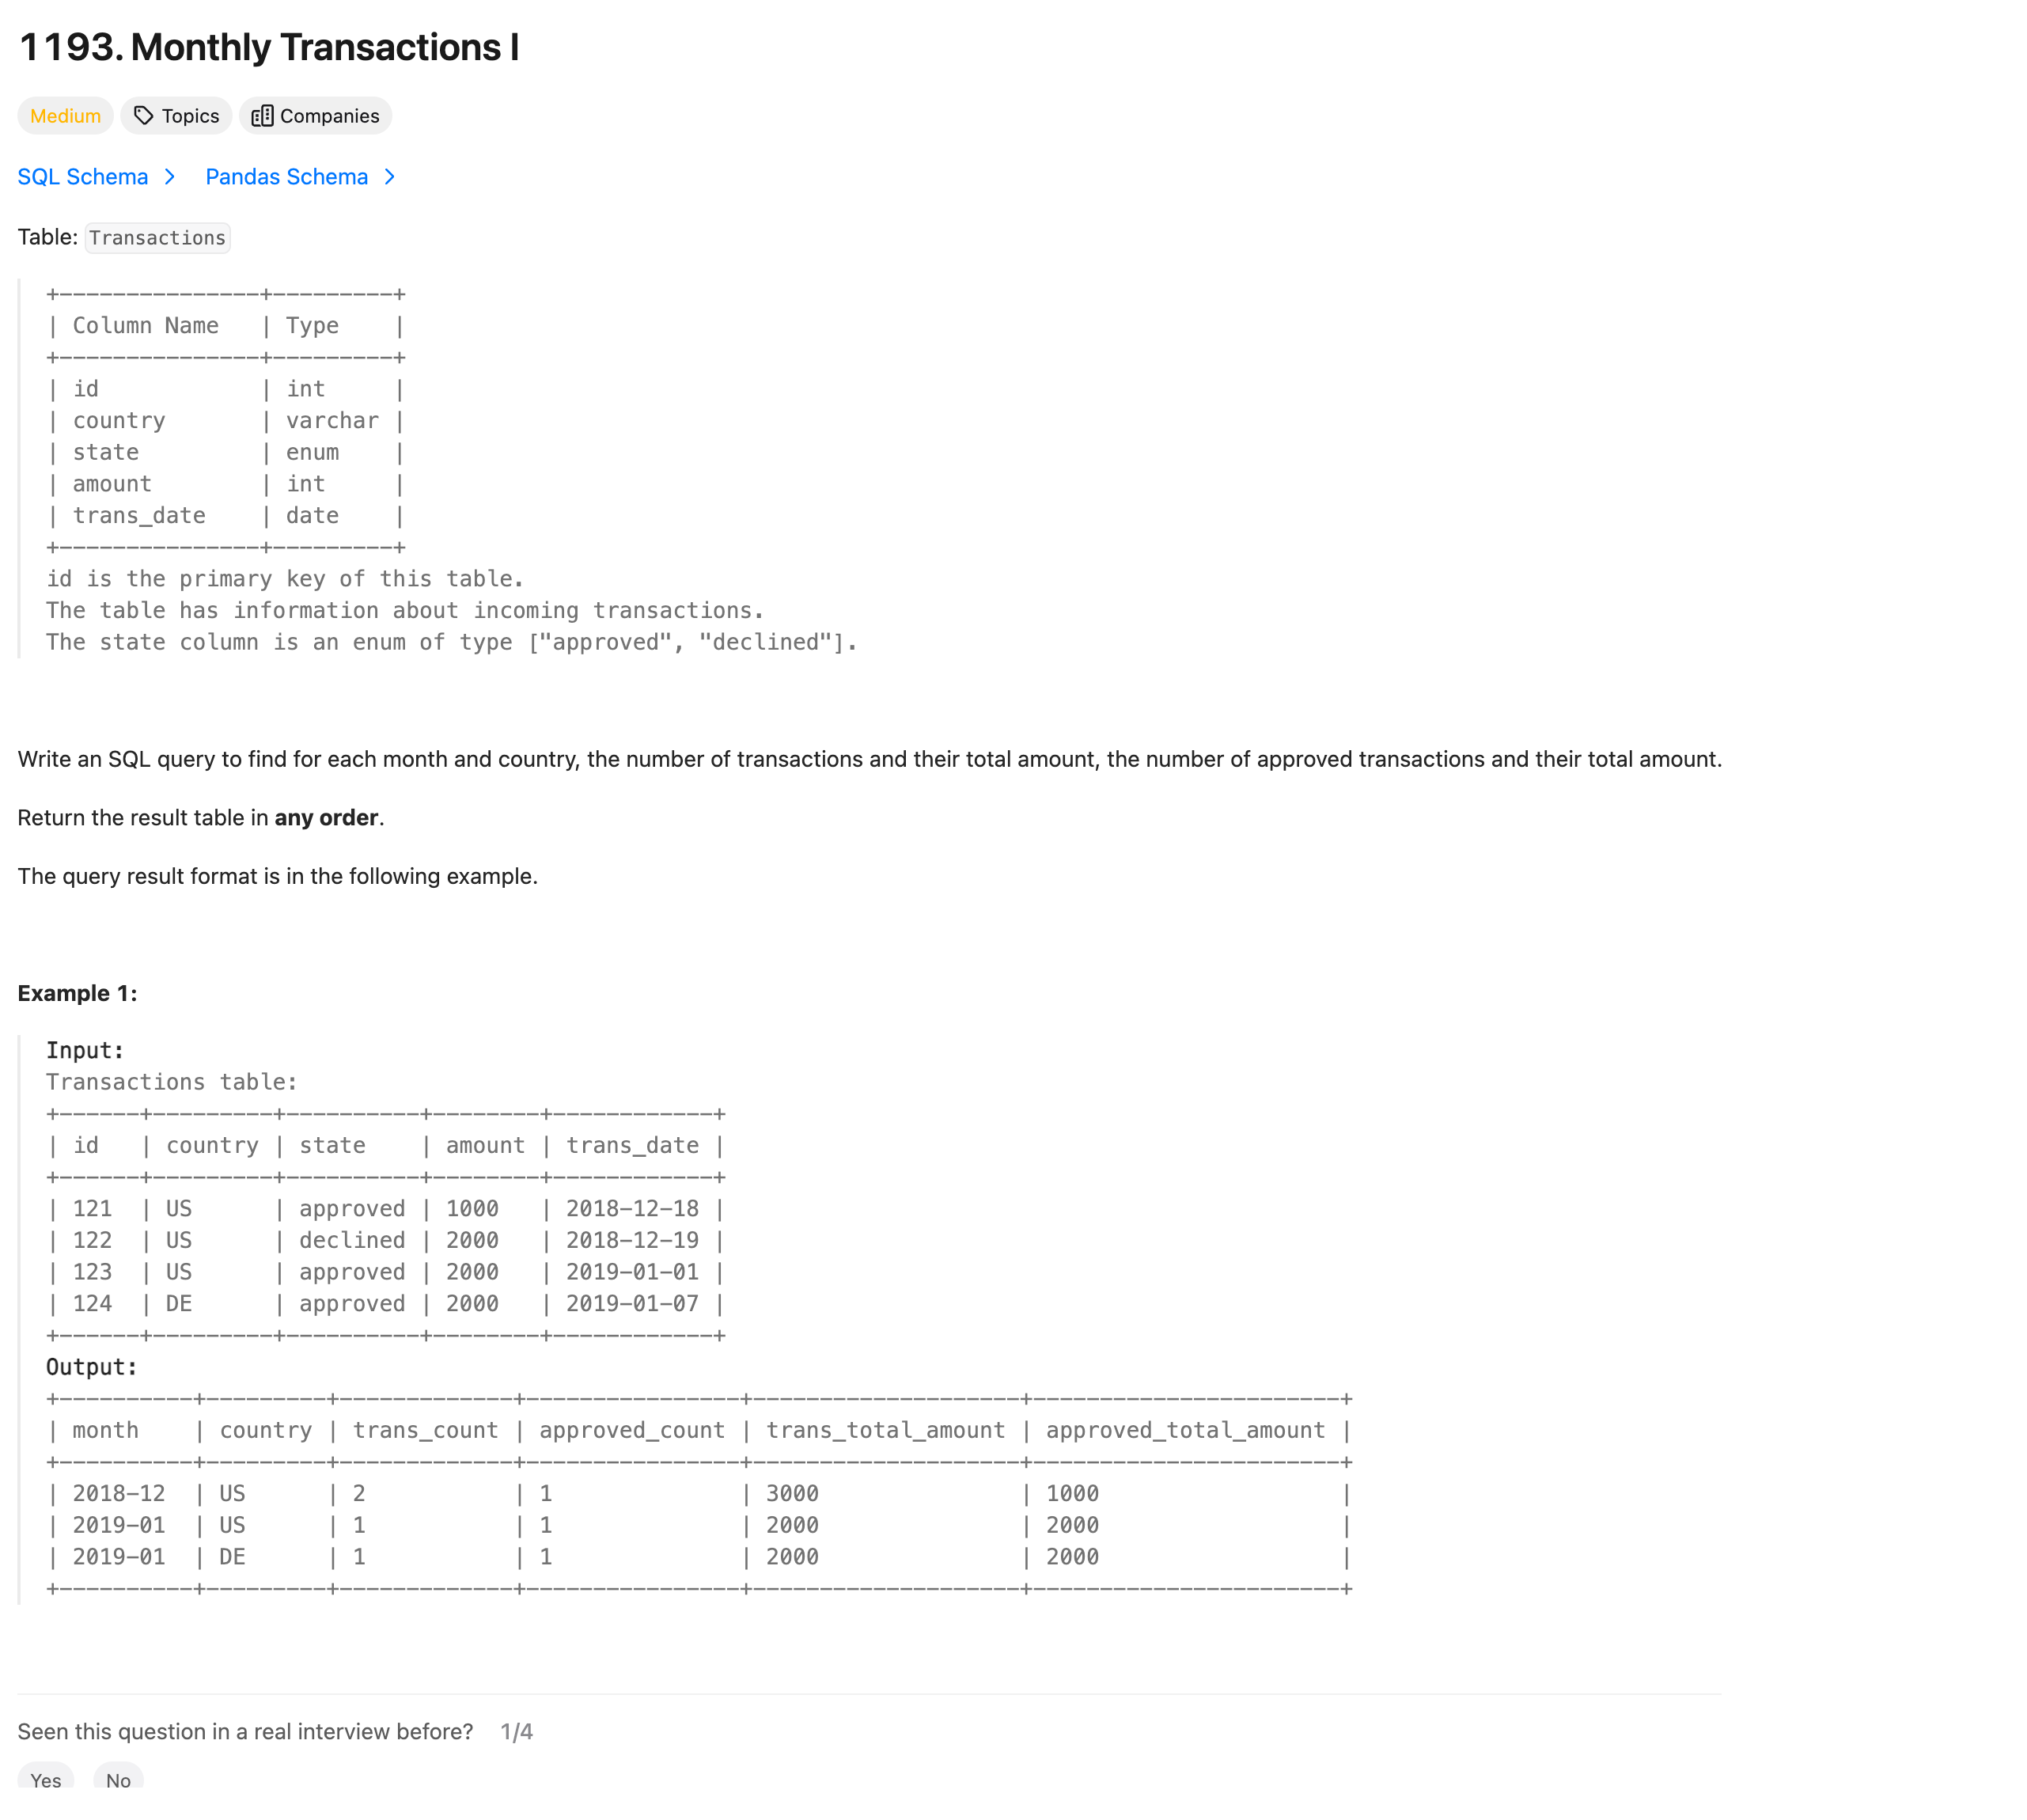 1193. Monthly Transactions I
Medium Topics Companies
SQL Schema > Pandas Schema >
Table: Transactions
+---------------+---------+
| Column Name   | Type    |
+---------------+---------+
| id            | int     |
| country       | varchar |
| state         | enum    |
| amount        | int     |
| trans_date    | date    |
+---------------+---------+
id is the primary key of this table.
The table has information about incoming transactions.
The state column is an enum of type ["approved", "declined"].
Write an SQL query to find for each month and country, the number of transactions and their total amount, the number of approved transactions and their total amount.
Return the result table in any order.
The query result format is in the following example.
Example 1:
Input:
Transactions table:
+------+---------+----------+--------+------------+
| id   | country | state    | amount | trans_date |
+------+---------+----------+--------+------------+
| 121  | US      | approved | 1000   | 2018-12-18 |
| 122  | US      | declined | 2000   | 2018-12-19 |
| 123  | US      | approved | 2000   | 2019-01-01 |
| 124  | DE      | approved | 2000   | 2019-01-07 |
+------+---------+----------+--------+------------+
Output:
+----------+---------+-------------+----------------+--------------------+-----------------------+
| month    | country | trans_count | approved_count | trans_total_amount | approved_total_amount |
+----------+---------+-------------+----------------+--------------------+-----------------------+
| 2018-12  | US      | 2           | 1              | 3000               | 1000                  |
| 2019-01  | US      | 1           | 1              | 2000               | 2000                  |
| 2019-01  | DE      | 1           | 1              | 2000               | 2000                  |
+----------+---------+-------------+----------------+--------------------+-----------------------+
Seen this question in a real interview before? 1/4
Yes No